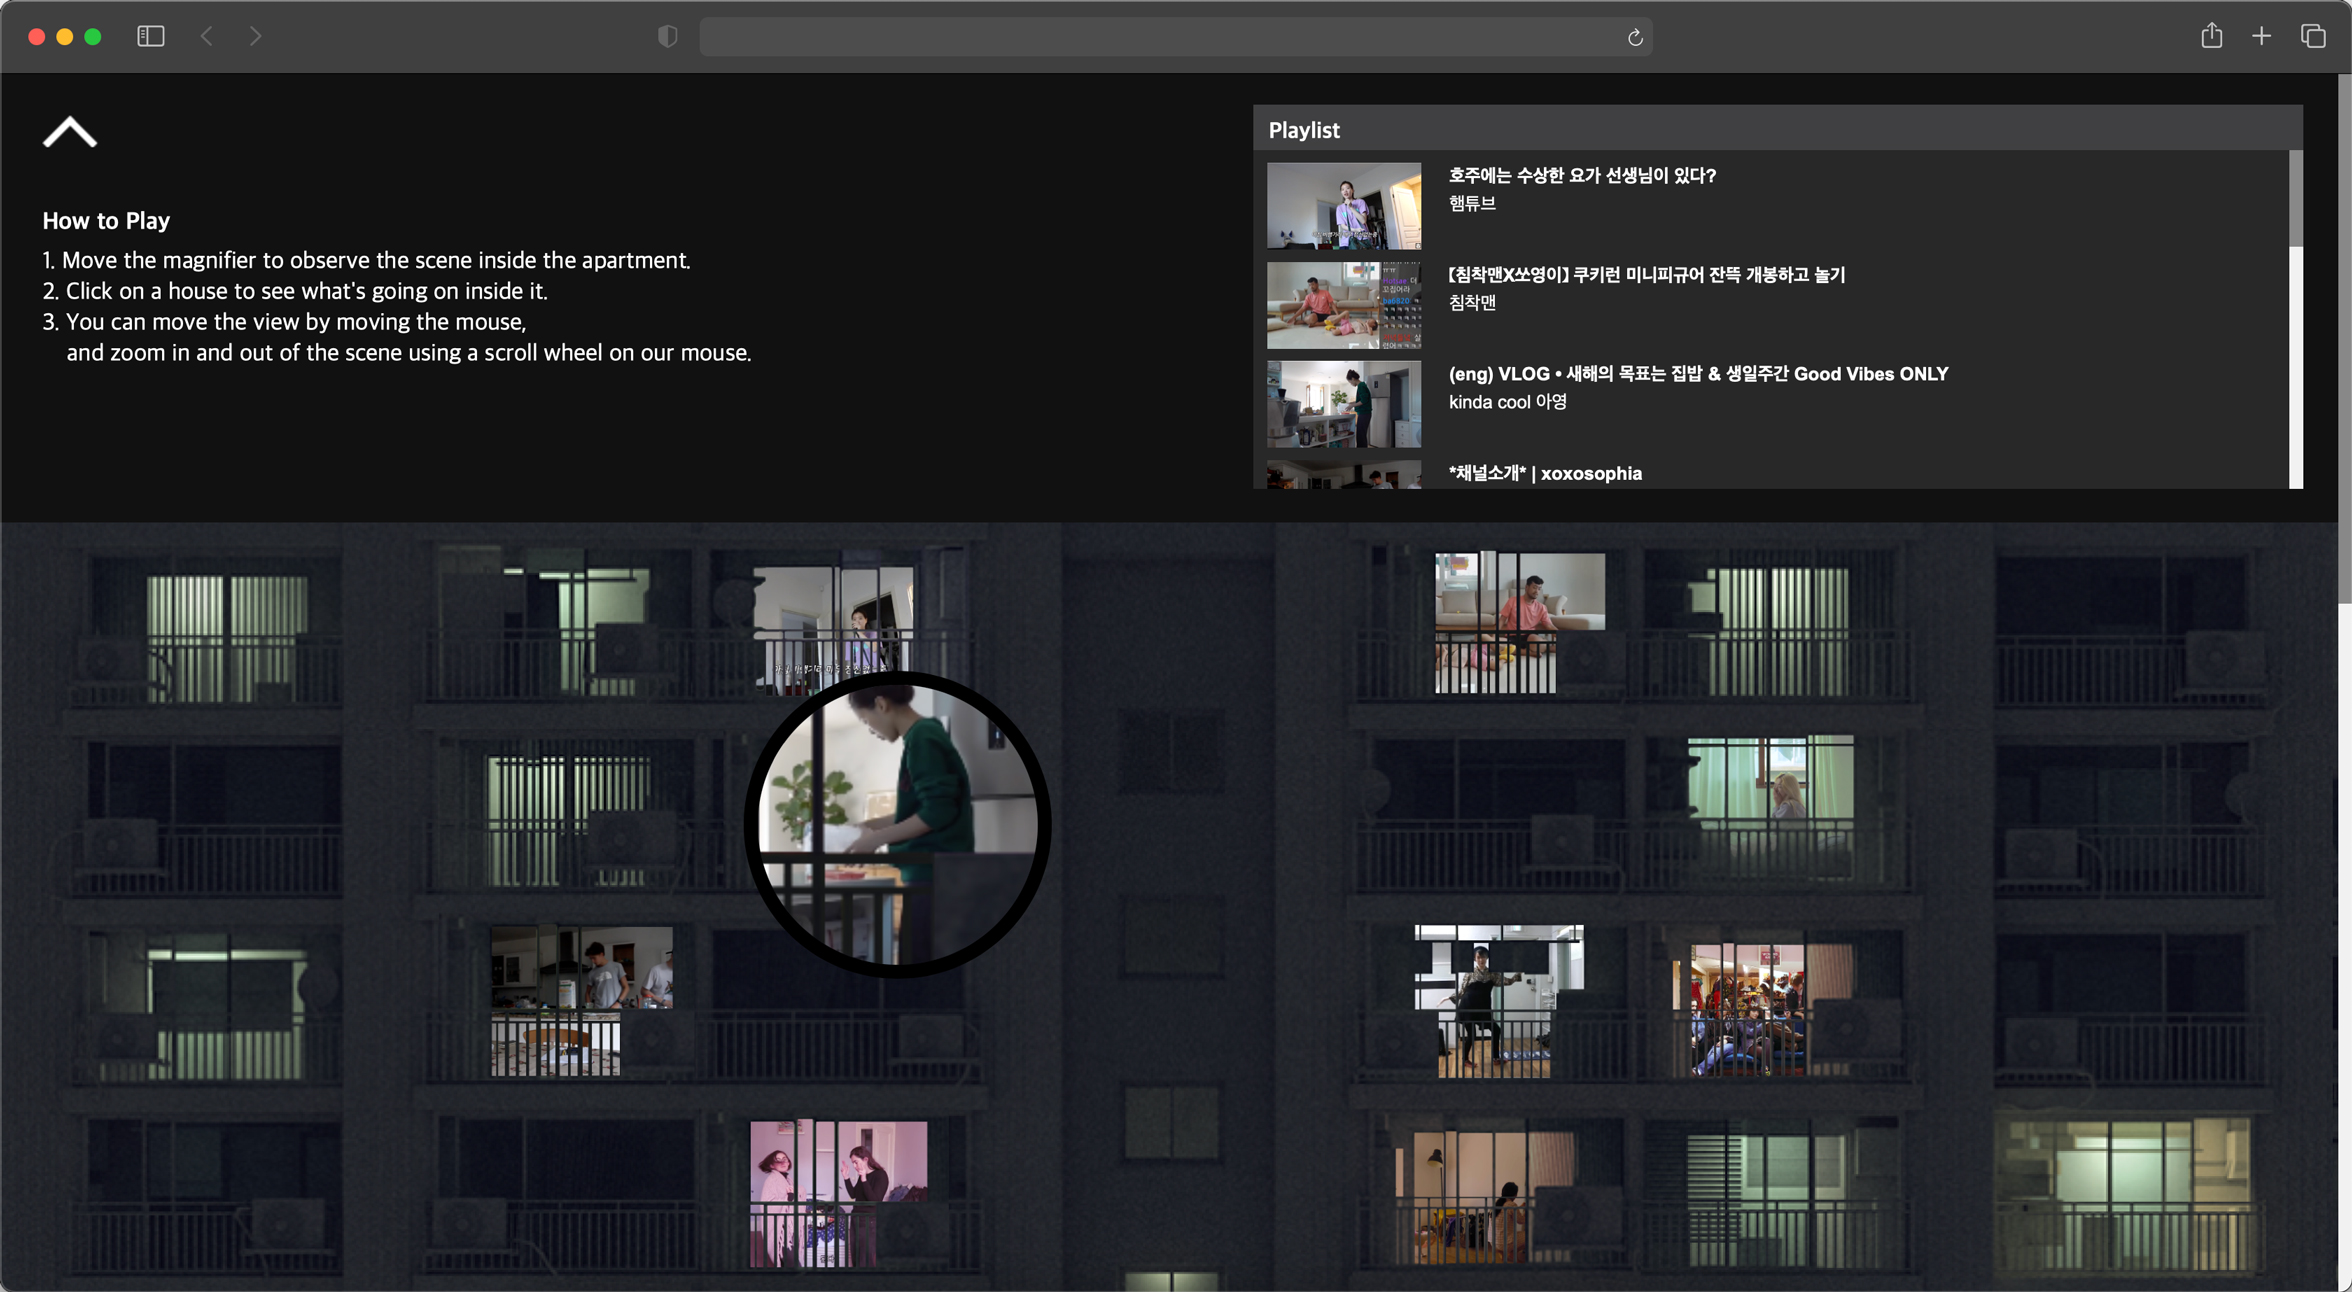 How to Play
1. Move the magnifier to observe the scene inside the apartment.
2. Click on a house to see what's going on inside it.
3. You can move the view by moving the mouse,
and zoom in and out of the scene using a scroll wheel on our mouse.
Playlist
호주에는 수상한 요가 선생님이 있다?
햄튜브
【침착맨X쏘영이】 쿠키런 미니피규어 잔뜩 개봉하고 놀기
침착맨
(eng) VLOG • 새해의 목표는 집밥 & 생일주간 Good Vibes ONLY
kinda cool 아영
*채널소개* | xoxosophia